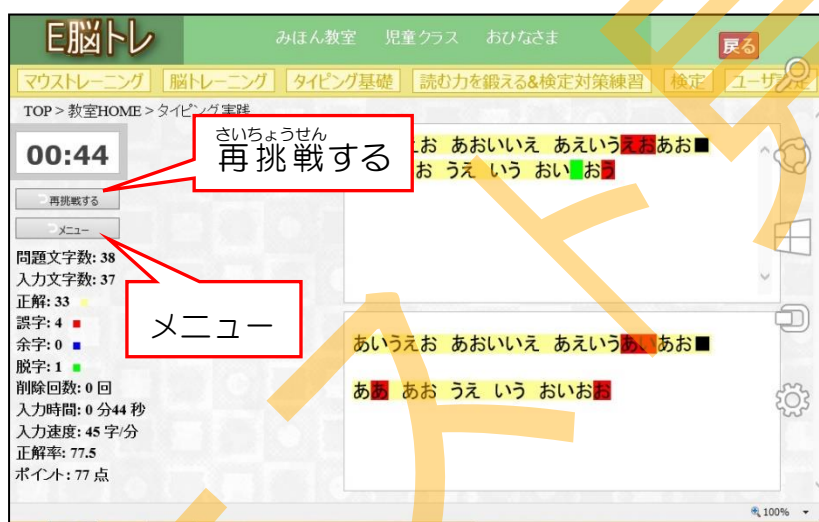 E脳トレ
みほん教室 児童クラス おひなさま
戻る
マウストレーニング 脳トレーニング タイピング基礎 読む力を鍛える&検定対策練習 検定
TOP > 教室HOME > タイピング実践
00:44
さいちょうせん
再挑戦する
お あおいいえ あえいうえおあお■
お うえ いう おい おう
再挑戦する
メニュー
メニュー
問題文字数: 38
入力文字数: 37
正解: 33
誤字: 4
余字: 0
脱字: 1
削除回数: 0 回
入力時間: 0 分44 秒
入力速度: 45 字/分
正解率: 77.5
ポイント: 77 点
あいうえお あおいいえ あえいうあいあお■
ああ あお うえ いう おいおお
100%